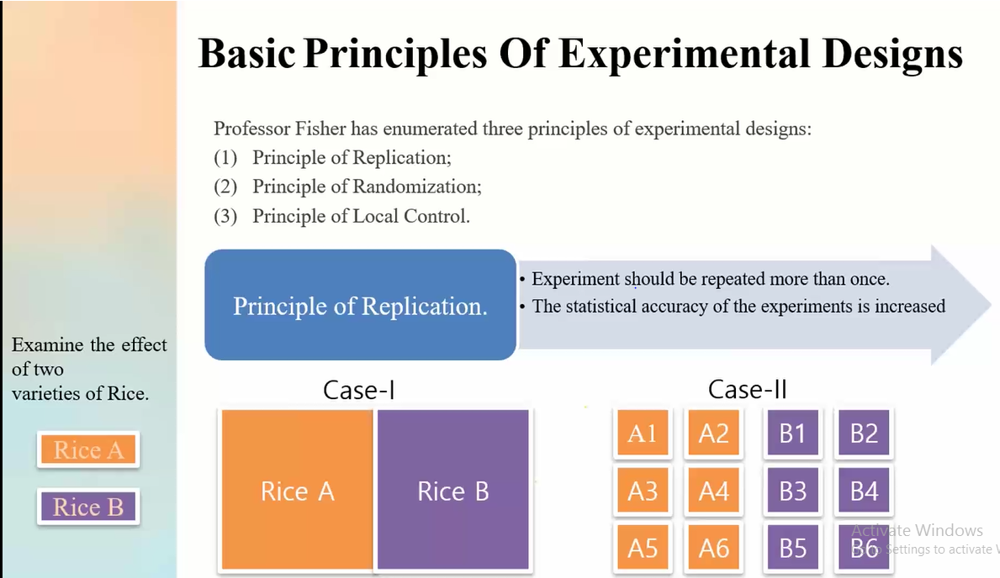 Basic Principles Of Experimental Designs
Professor Fisher has enumerated three principles of experimental designs:
(1) Principle of Replication;
(2) Principle of Randomization;
(3) Principle of Local Control.
Principle of Replication.
• Experiment should be repeated more than once.
• The statistical accuracy of the experiments is increased
Examine the effect
of two
varieties of Rice.
Rice A
Rice B
Case-I
Rice A
Rice B
Case-II
A1 A2 B1 B2
A3 A4 B3 B4
A5 A6 B5 B6
Activate Windows
Settings to activate